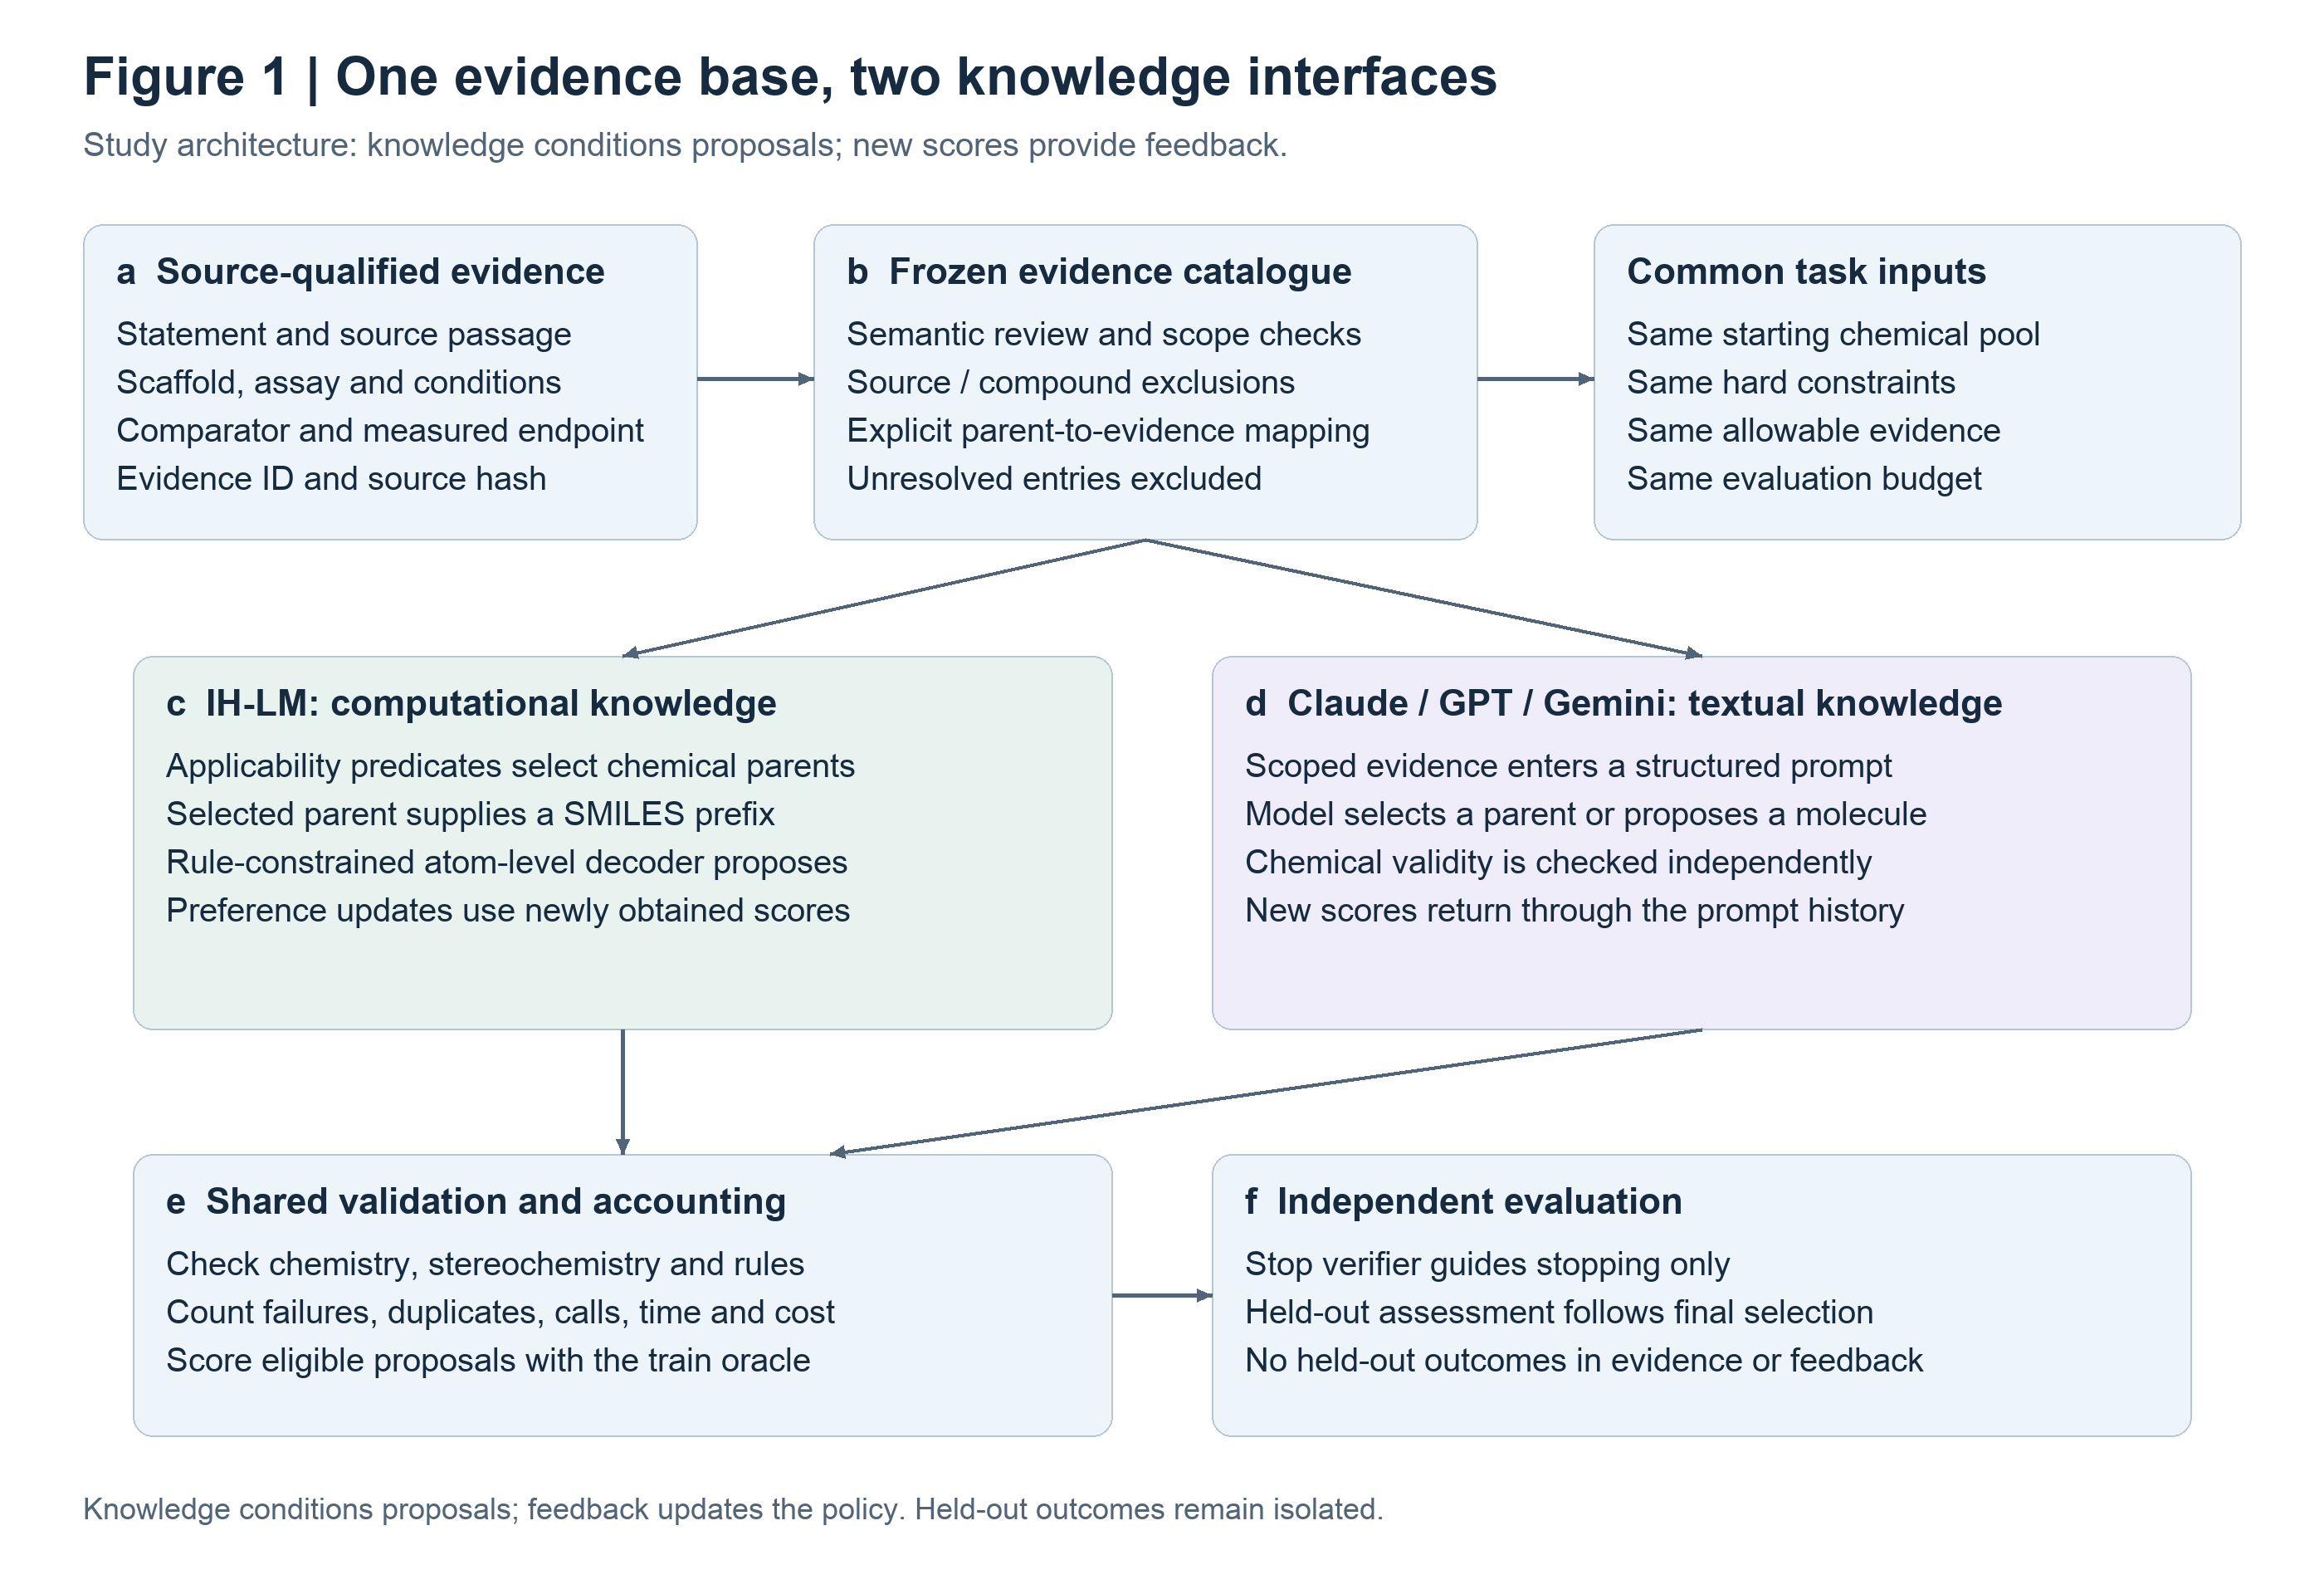 Figure 1 | One evidence base, two knowledge interfaces
Study architecture: knowledge conditions proposals; new scores provide feedback.
a Source-qualified evidence
Statement and source passage
Scaffold, assay and conditions
Comparator and measured endpoint
Evidence ID and source hash
b Frozen evidence catalogue
Semantic review and scope checks
Source / compound exclusions
Explicit parent-to-evidence mapping
Unresolved entries excluded
Common task inputs
Same starting chemical pool
Same hard constraints
Same allowable evidence
Same evaluation budget
c IH-LM: computational knowledge
Applicability predicates select chemical parents
Selected parent supplies a SMILES prefix
Rule-constrained atom-level decoder proposes
Preference updates use newly obtained scores
d Claude / GPT / Gemini: textual knowledge
Scoped evidence enters a structured prompt
Model selects a parent or proposes a molecule
Chemical validity is checked independently
New scores return through the prompt history
e Shared validation and accounting
Check chemistry, stereochemistry and rules
Count failures, duplicates, calls, time and cost
Score eligible proposals with the train oracle
f Independent evaluation
Stop verifier guides stopping only
Held-out assessment follows final selection
No held-out outcomes in evidence or feedback
Knowledge conditions proposals; feedback updates the policy. Held-out outcomes remain isolated.